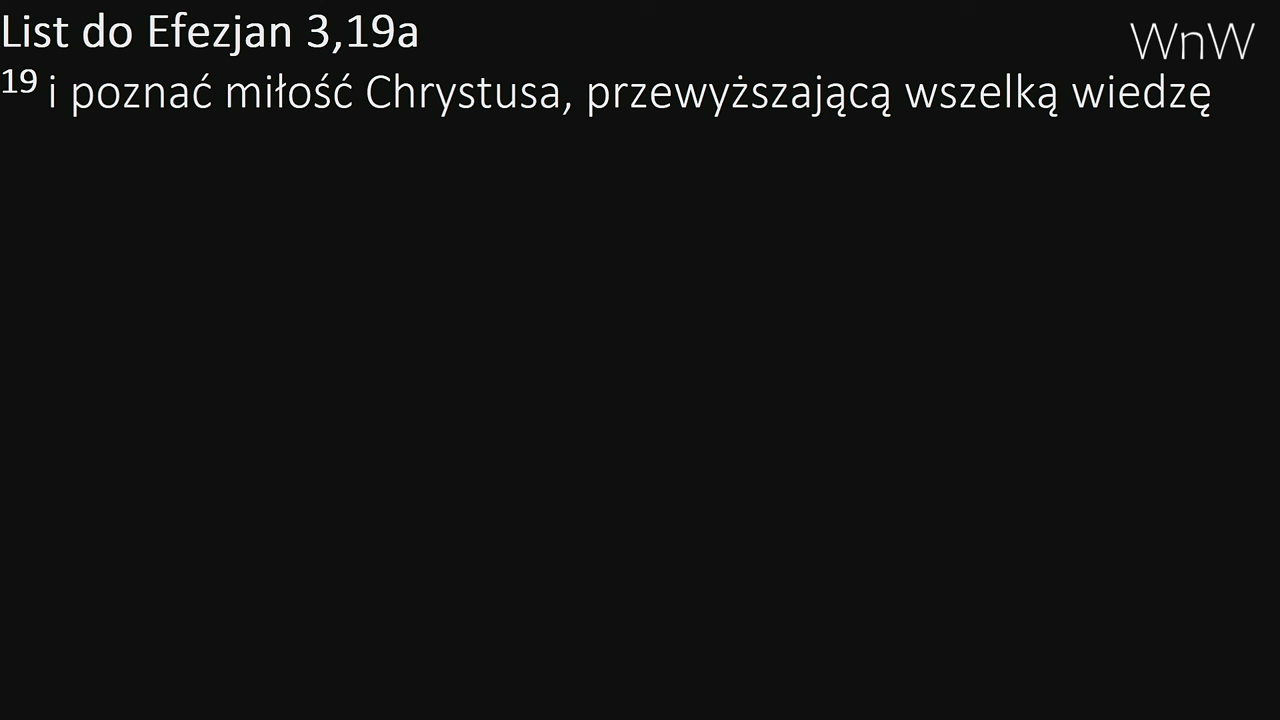 List do Efezjan 3,19a
WnW
19 i poznać miłość Chrystusa, przewyższającą wszelką wiedzę